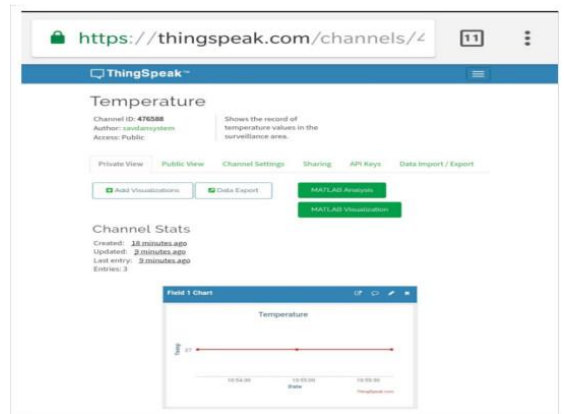 https://thingspeak.com/channels/4
11
ThingSpeak™
Temperature
Channel ID: 476588
Author: savdamsystem
Access: Public
Shows the record of
temperature values in the
surveillance area.
Private View Public View Channel Settings Sharing API Keys Data Import / Export
Add Visualizations Data Export MATLAB Analysis
MATLAB Visualization
Channel Stats
Created: 18 minutes ago
Updated: 3 minutes ago
Last entry: 3 minutes ago
Entries: 3
Field 1 Chart
Temperature
Temp
27
10:54:30 10:55:00 10:55:30
Date
ThingSpeak.com